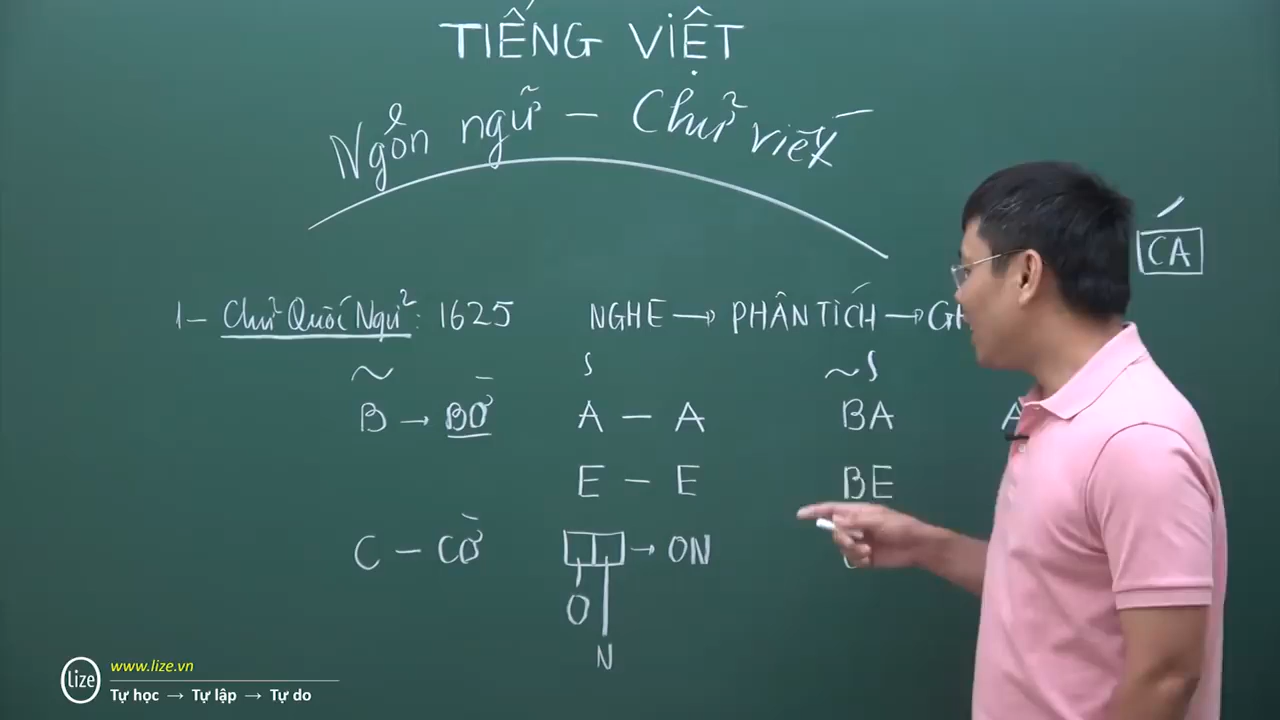 TIẾNG VIỆT
Ngôn ngữ – Chữ viết
CA
1– Chữ Quốc Ngữ: 1625 NGHE → PHÂN TÍCH →
B → BỜ A – A BA A
E – E BE
C – CỜ → ON
O
N
lize
www.lize.vn
Tự học → Tự lập → Tự do